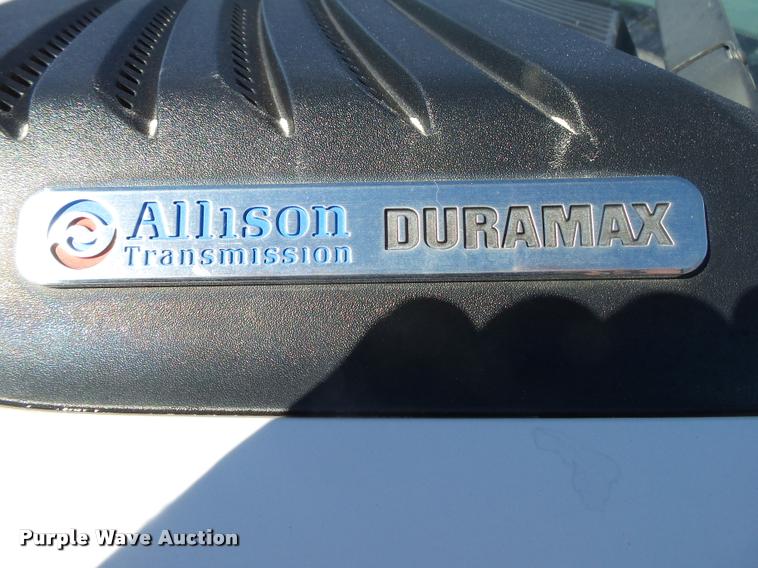 Allison DURAMAX
Transmission
Purple Wave Auction